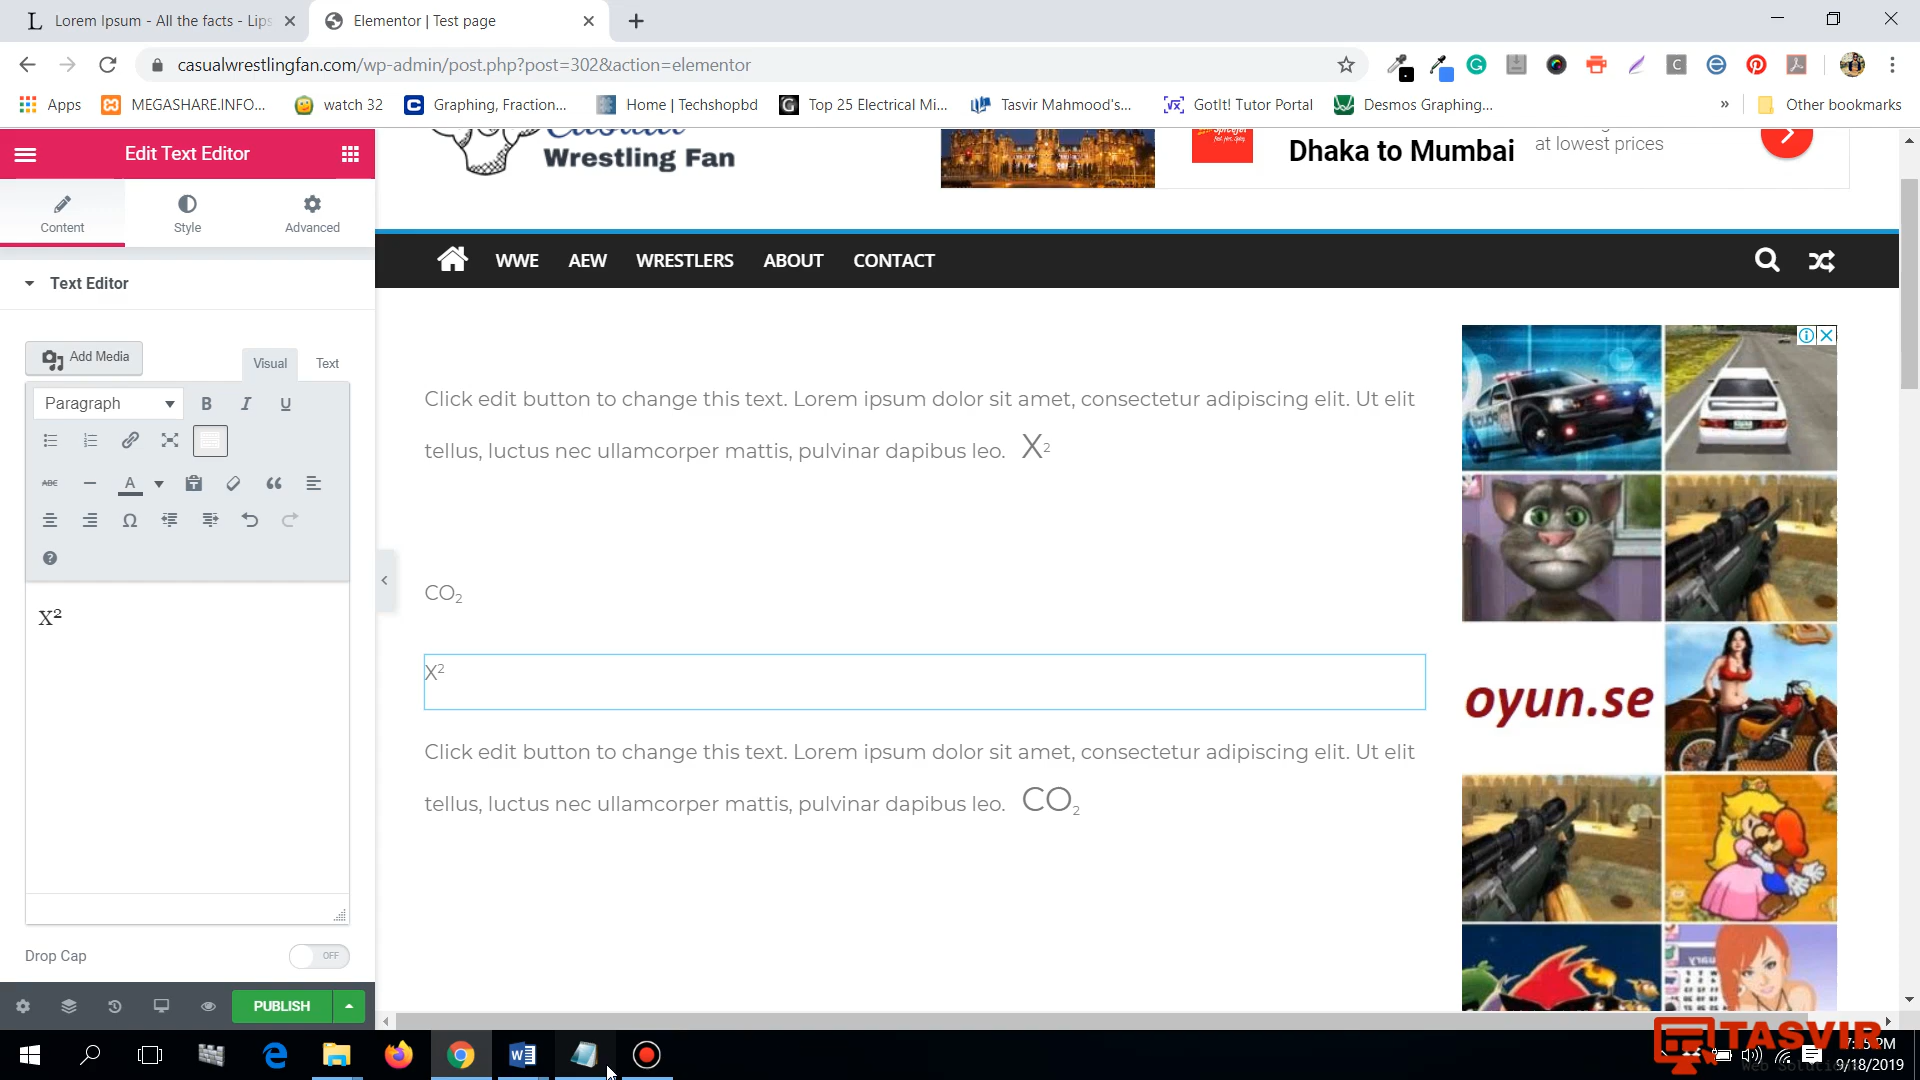 Lorem Ipsum - All the facts - Lips
Elementor | Test page
casualwrestlingfan.com/wp-admin/post.php?post=302&action=elementor
Apps
MEGASHARE.INFO...
watch 32
Graphing, Fraction...
Home | Techshopbd
Top 25 Electrical Mi...
Tasvir Mahmood's...
GotIt! Tutor Portal
Desmos Graphing...
»
Other bookmarks
Edit Text Editor
Content
Style
Advanced
Text Editor
Add Media
Visual
Text
Paragraph
B
I
U
ABC
A
Ω
X²
Drop Cap
OFF
PUBLISH
Casual
Wrestling Fan
Dhaka to Mumbai
at lowest prices
WWE
AEW
WRESTLERS
ABOUT
CONTACT
Click edit button to change this text. Lorem ipsum dolor sit amet, consectetur adipiscing elit. Ut elit
tellus, luctus nec ullamcorper mattis, pulvinar dapibus leo. X²
CO₂
X²
Click edit button to change this text. Lorem ipsum dolor sit amet, consectetur adipiscing elit. Ut elit
tellus, luctus nec ullamcorper mattis, pulvinar dapibus leo. CO₂
oyun.se
TASVIR
9/18/2019